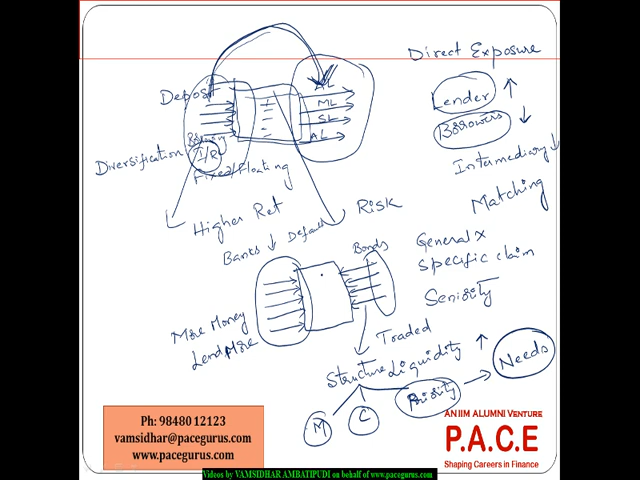 Direct Exposure
Deposit
AL
ML
SL
AL
Lender
Borrowers
Diversification
I/R
Fixed/Floating
Intermediary
Matching
Higher Ret
Risk
Banks
Default
Bonds
General x
Specific claim
Seniority
More Money
Lend More
Traded
Structure
Liquidity
Needs
Priority
M
C
Ph: 98480 12123
vamsidhar@pacegurus.com
www.pacegurus.com
AN IIM ALUMNI VENTURE
P.A.C.E
Shaping Careers in Finance
Videos by VAMSIDHAR AMBATIPUDI on behalf of www.pacegurus.com